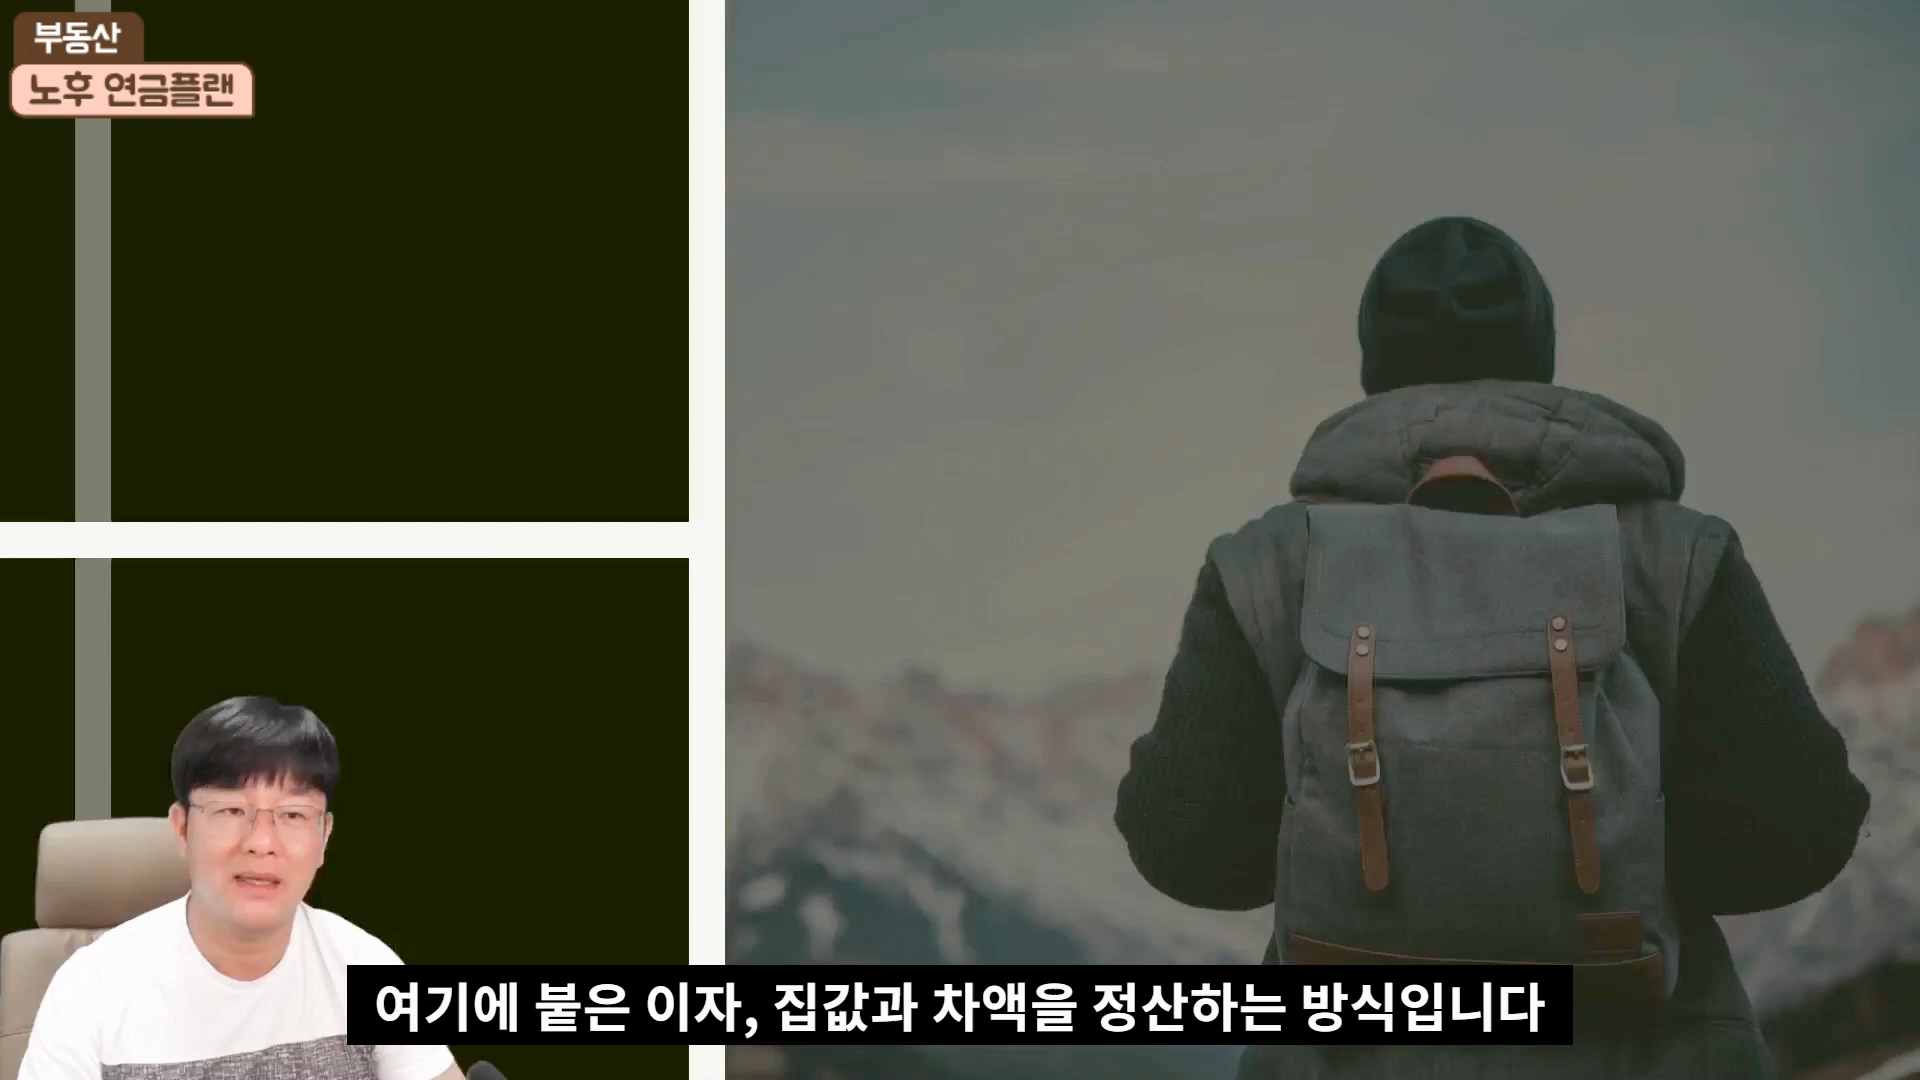 부동산
노후 연금플랜
여기에 붙은 이자, 집값과 차액을 정산하는 방식입니다